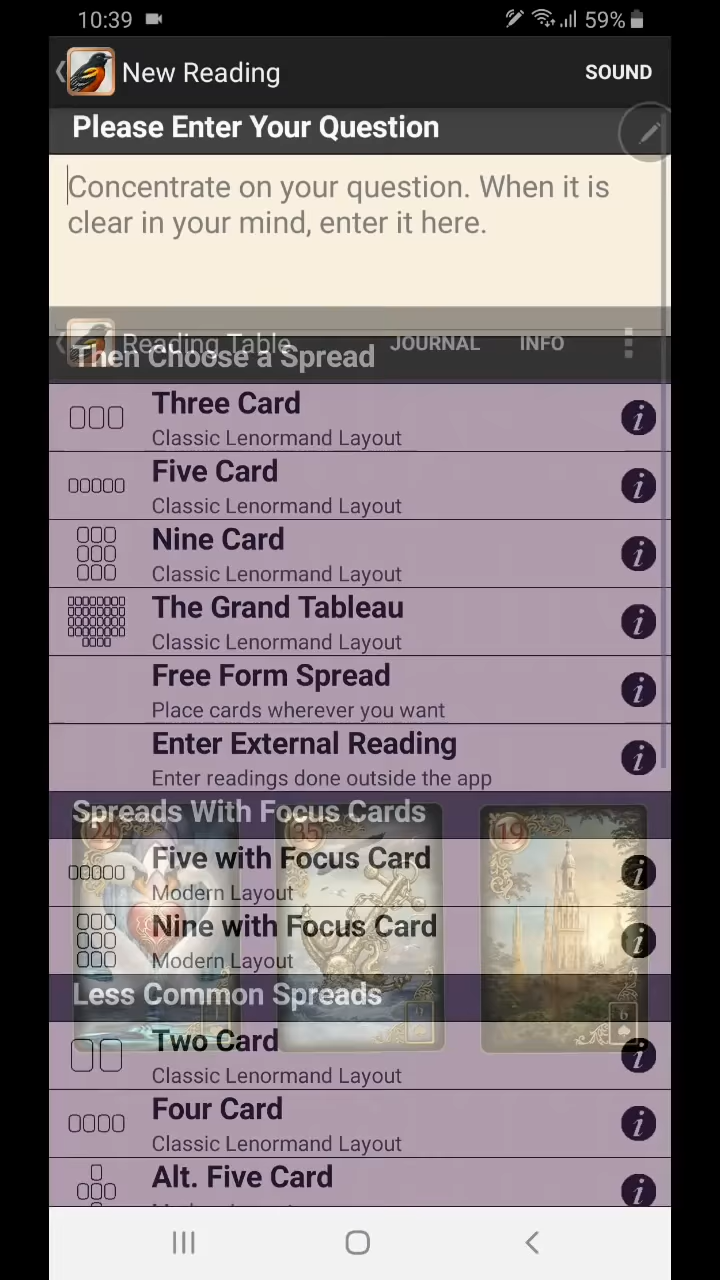 10:39 59%
New Reading SOUND
Please Enter Your Question
Concentrate on your question. When it is
clear in your mind, enter it here.
Reading Table JOURNAL INFO
Then Choose a Spread
Three Card
Classic Lenormand Layout
Five Card
Classic Lenormand Layout
Nine Card
Classic Lenormand Layout
The Grand Tableau
Classic Lenormand Layout
Free Form Spread
Place cards wherever you want
Enter External Reading
Enter readings done outside the app
Spreads With Focus Cards
24 35 19
Five with Focus Card
Modern Layout
Nine with Focus Card
Modern Layout
Less Common Spreads
6
Two Card
Classic Lenormand Layout
Four Card
Classic Lenormand Layout
Alt. Five Card